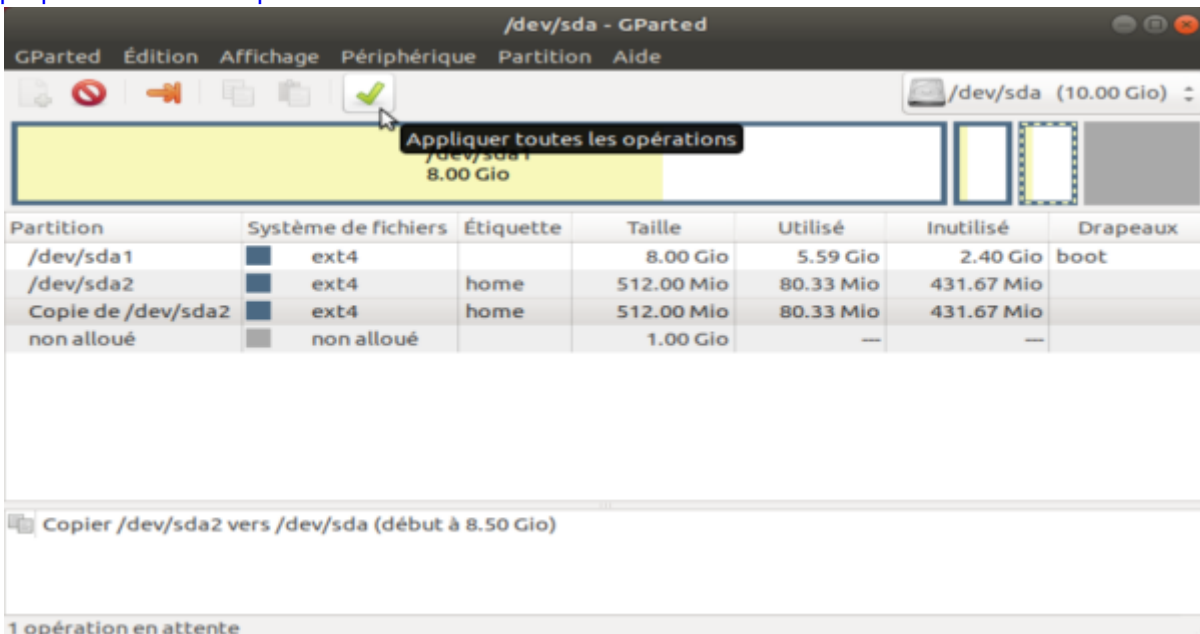 /dev/sda - GParted
GParted Édition Affichage Périphérique Partition Aide
/dev/sda (10.00 Gio)
Appliquer toutes les opérations
/dev/sda1
8.00 Gio
Partition Système de fichiers Étiquette Taille Utilisé Inutilisé Drapeaux
/dev/sda1 ext4 8.00 Gio 5.59 Gio 2.40 Gio boot
/dev/sda2 ext4 home 512.00 Mio 80.33 Mio 431.67 Mio
Copie de /dev/sda2 ext4 home 512.00 Mio 80.33 Mio 431.67 Mio
non alloué non alloué 1.00 Gio --- ---
Copier /dev/sda2 vers /dev/sda (début à 8.50 Gio)
1 opération en attente